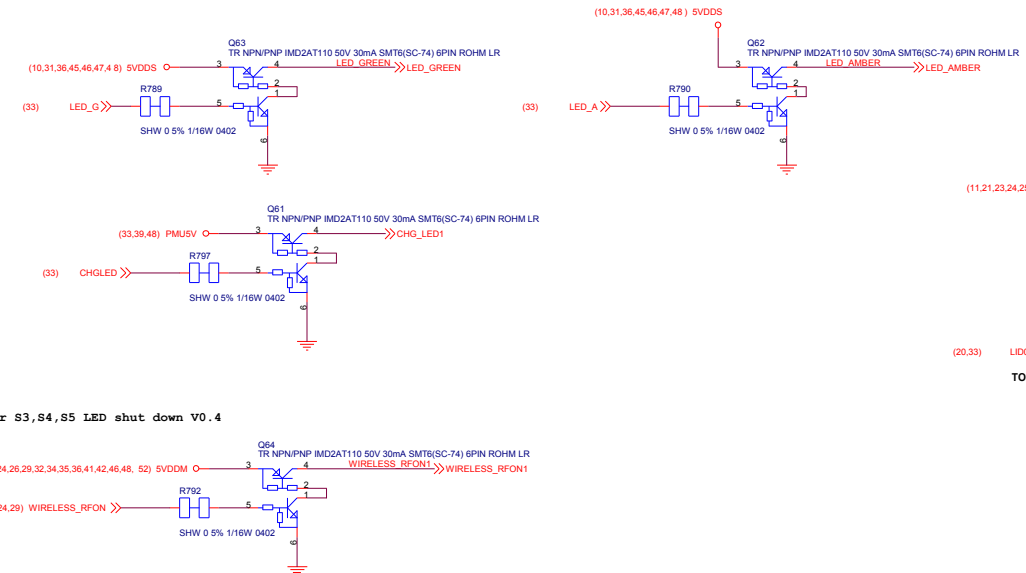 (10,31,36,45,46,47,48 ) 5VDDS
Q63
TR NPN/PNP IMD2AT110 50V 30mA SMT6(SC-74) 6PIN ROHM LR
(10,31,36,45,46,47,4 8) 5VDDS
3
4
LED_GREEN
LED_GREEN
2
1
R789
(33)
LED_G
5
SHW 0 5% 1/16W 0402
6
Q62
TR NPN/PNP IMD2AT110 50V 30mA SMT6(SC-74) 6PIN ROHM LR
3
4
LED_AMBER
LED_AMBER
2
1
R790
(33)
LED_A
5
SHW 0 5% 1/16W 0402
6
(11,21,23,24,25
Q61
TR NPN/PNP IMD2AT110 50V 30mA SMT6(SC-74) 6PIN ROHM LR
(33,39,48) PMU5V
3
4
CHG_LED1
2
1
R797
(33)
CHGLED
5
SHW 0 5% 1/16W 0402
6
(20,33)
TO
r S3,S4,S5 LED shut down V0.4
Q64
TR NPN/PNP IMD2AT110 50V 30mA SMT6(SC-74) 6PIN ROHM LR
24,26,29,32,34,35,36,41,42,46,48, 52) 5VDDM
3
4
WIRELESS_RFON1
WIRELESS_RFON1
2
1
R792
24,29) WIRELESS_RFON
5
SHW 0 5% 1/16W 0402
6